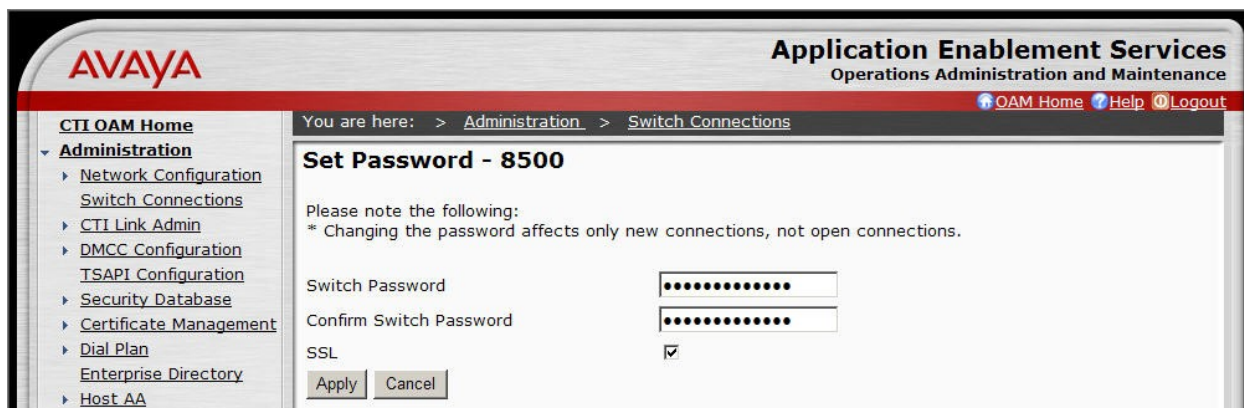 AVAYA
Application Enablement Services
Operations Administration and Maintenance
OAM Home Help Logout
CTI OAM Home
Administration
Network Configuration
Switch Connections
CTI Link Admin
DMCC Configuration
TSAPI Configuration
Security Database
Certificate Management
Dial Plan
Enterprise Directory
Host AA
You are here: > Administration > Switch Connections
Set Password - 8500
Please note the following:
* Changing the password affects only new connections, not open connections.
Switch Password •••••••••••••
Confirm Switch Password •••••••••••••
SSL
Apply Cancel